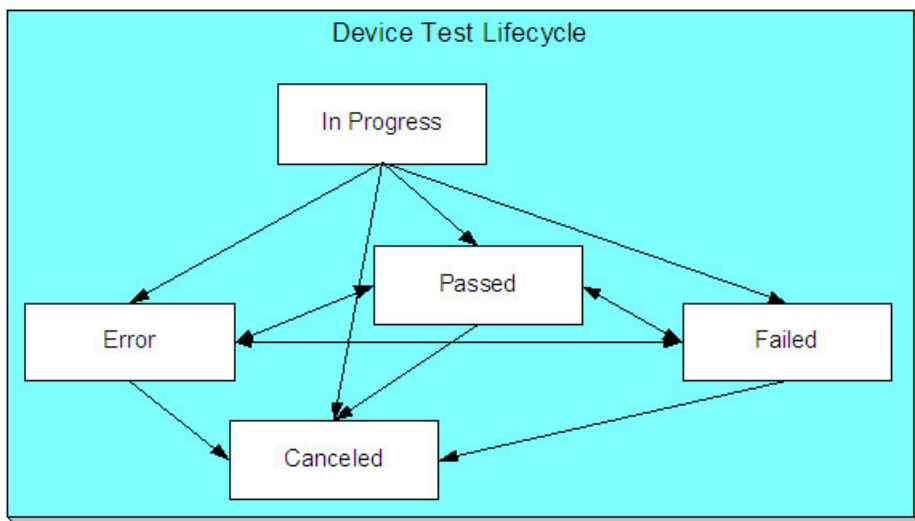 Device Test Lifecycle
In Progress
Passed
Error
Failed
Canceled